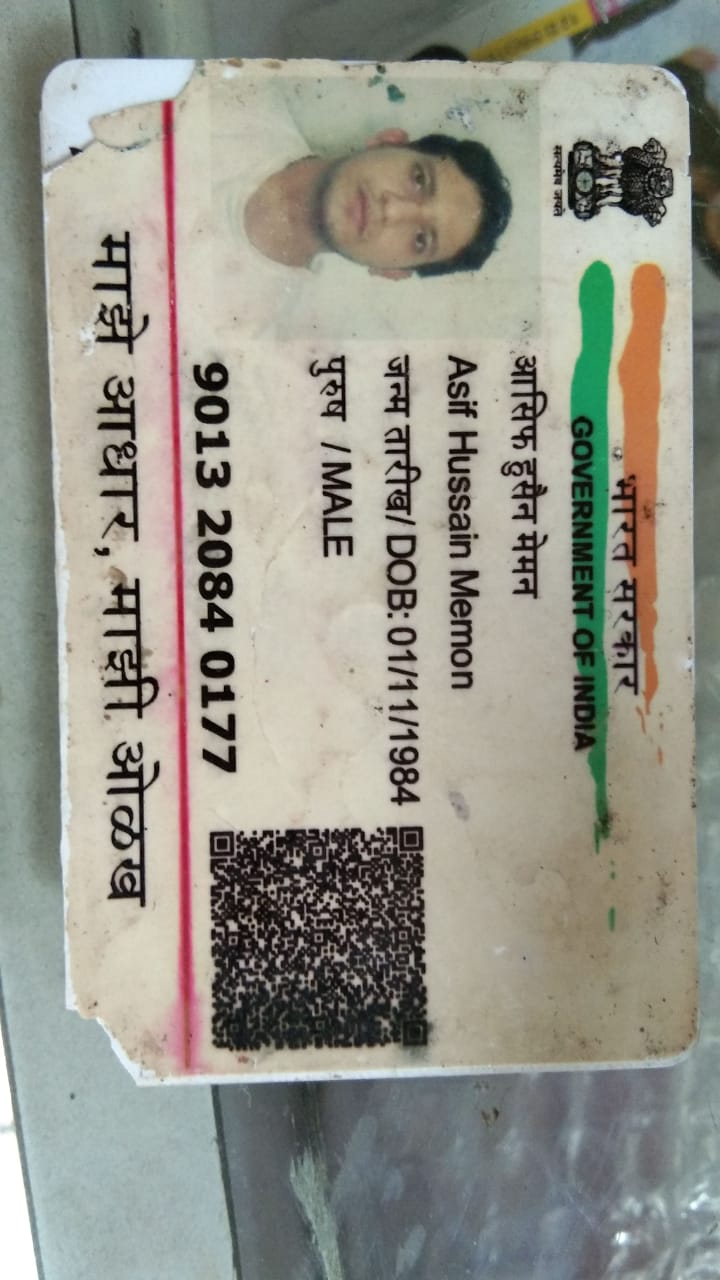 भारत सरकार
GOVERNMENT OF INDIA
सत्यमेव जयते
आसिफ हुसैन मेमन
Asif Hussain Memon
जन्म तारीख/ DOB: 01/11/1984
पुरुष / MALE
9013 2084 0177
माझे आधार, माझी ओळख